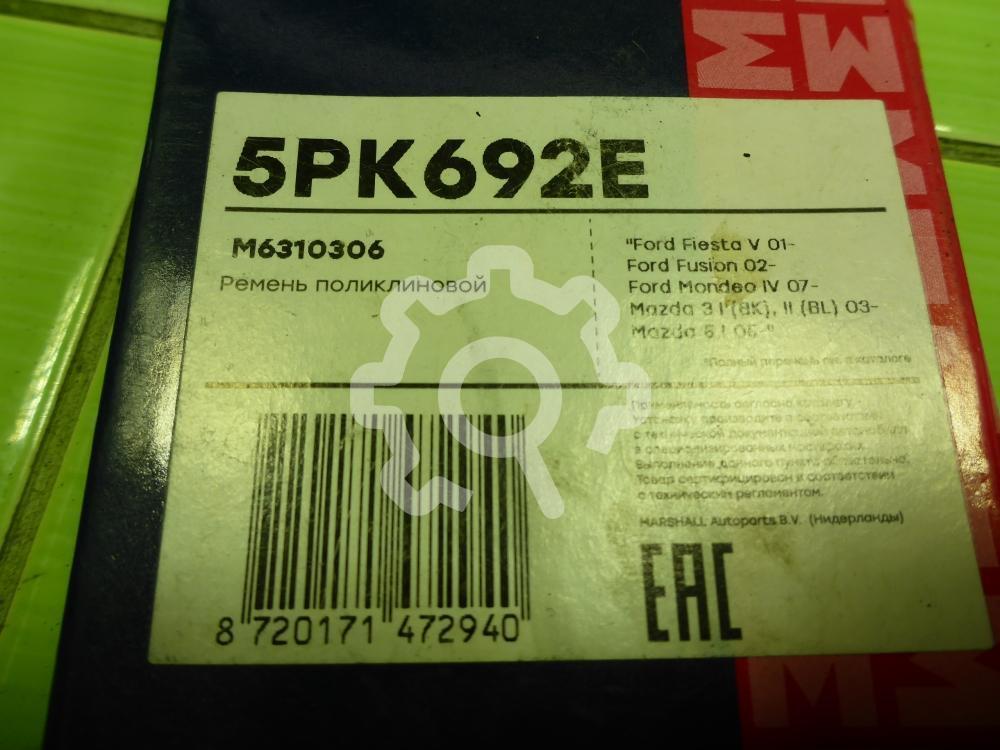 5PK692E
M6310306
Ремень поликлиновой
"Ford Fiesta V 01-
Ford Fusion 02-
Ford Mondeo IV 07-
Mazda 3 I (BK), II (BL) 03-
Mazda 5 I 05-"
*Полный перечень см. в каталоге
Применяемость согласно каталогу.
Установку производите в соответствии
с технической документацией автомобиля
в специализированных мастерских.
Выполнение данного пункта обязательно.
Товар сертифицирован в соответствии
с техническим регламентом.
MARSHALL Autoparts B.V. (Нидерланды)
EAC
8 720171 472940